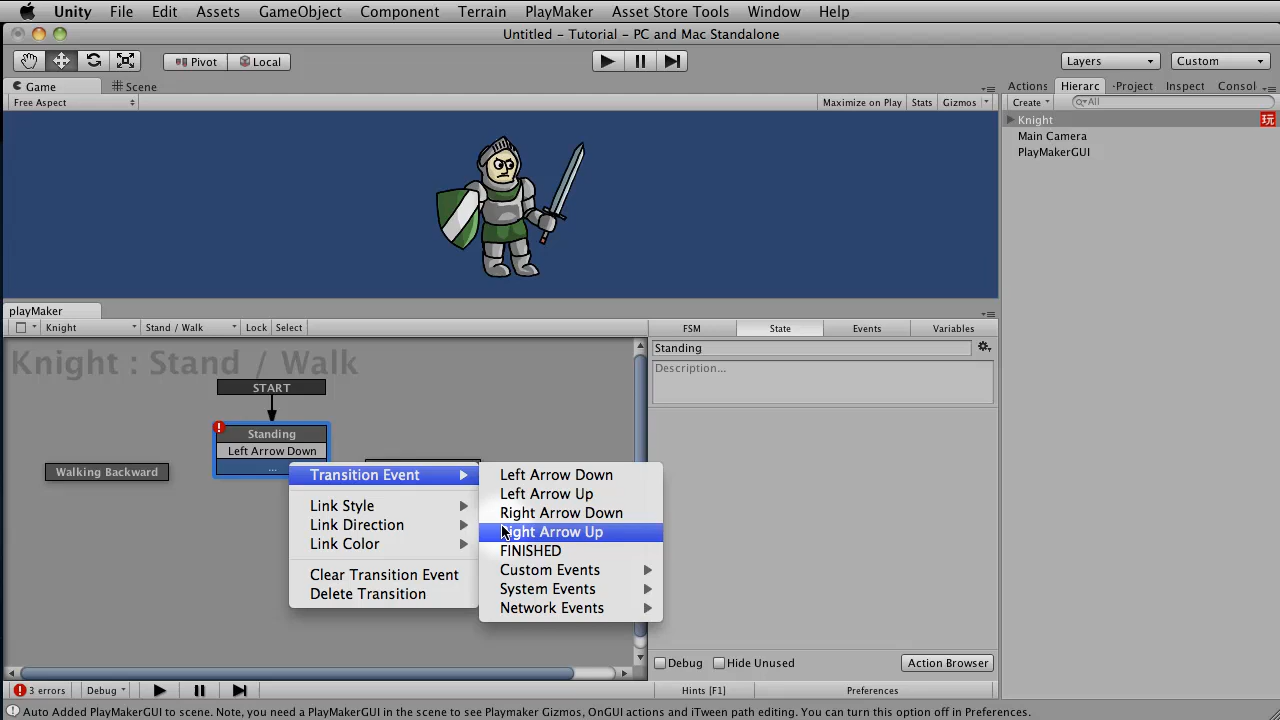 Unity File Edit Assets GameObject Component Terrain PlayMaker Asset Store Tools Window Help
Untitled - Tutorial - PC and Mac Standalone
Pivot Local Layers Custom
Game Scene Actions Hierarc Project Inspect Consol
Free Aspect Maximize on Play Stats Gizmos Create All
Knight 玩
Main Camera
PlayMakerGUI
playMaker
Knight Stand / Walk Lock Select FSM State Events Variables
Knight : Stand / Walk
Standing
Description...
START
Standing
Left Arrow Down
...
Walking Backward
Transition Event
Link Style
Link Direction
Link Color
Clear Transition Event
Delete Transition
Left Arrow Down
Left Arrow Up
Right Arrow Down
Right Arrow Up
FINISHED
Custom Events
System Events
Network Events
Debug Hide Unused Action Browser
3 errors Debug Hints [F1] Preferences
Auto Added PlayMakerGUI to scene. Note, you need a PlayMakerGUI in the scene to see Playmaker Gizmos, OnGUI actions and iTween path editing. You can turn this option off in Preferences.